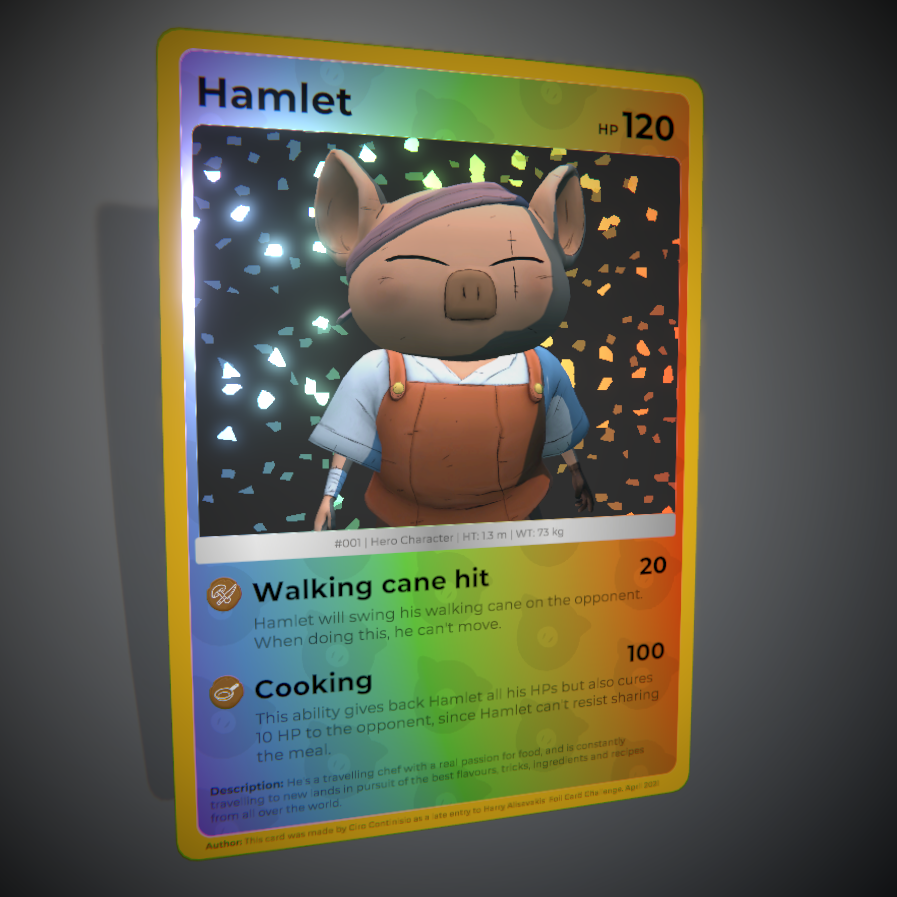 Hamlet
HP 120
#001 | Hero Character | HT: 1.3 m | WT: 73 kg
Walking cane hit 20
Hamlet will swing his walking cane on the opponent.
When doing this, he can't move.
Cooking 100
This ability gives back Hamlet all his HPs but also cures
10 HP to the opponent, since Hamlet can't resist sharing
the meal.
Description: He's a travelling chef with a real passion for food, and is constantly
travelling to new lands in pursuit of the best flavours, tricks, ingredients and recipes
from all over the world.
Author: This card was made by Ciro Continisio as a late entry to Harry Alisavakis' Foil Card Challenge, April 2021